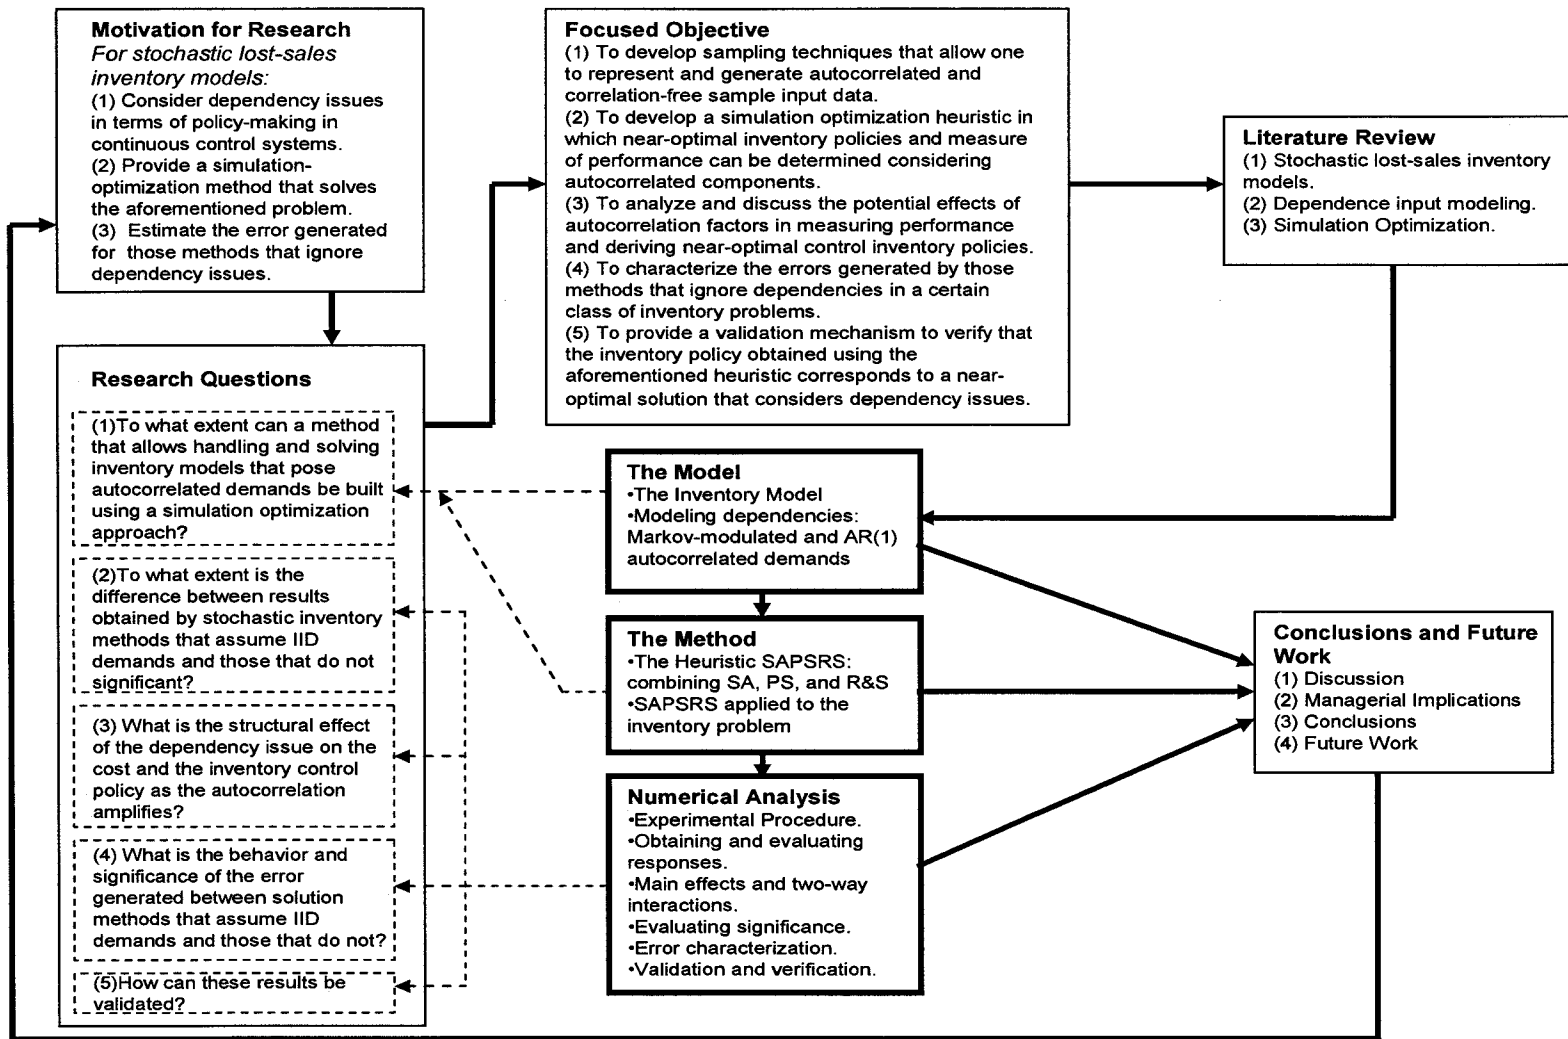 Motivation for Research
For stochastic lost-sales
inventory models:
(1) Consider dependency issues
in terms of policy-making in
continuous control systems.
(2) Provide a simulation-
optimization method that solves
the aforementioned problem.
(3) Estimate the error generated
for those methods that ignore
dependency issues.
Research Questions
(1)To what extent can a method
that allows handling and solving
inventory models that pose
autocorrelated demands be built
using a simulation optimization
approach?
(2)To what extent is the
difference between results
obtained by stochastic inventory
methods that assume IID
demands and those that do not
significant?
(3) What is the structural effect
of the dependency issue on the
cost and the inventory control
policy as the autocorrelation
amplifies?
(4) What is the behavior and
significance of the error
generated between solution
methods that assume IID
demands and those that do not?
(5)How can these results be
validated?
Focused Objective
(1) To develop sampling techniques that allow one
to represent and generate autocorrelated and
correlation-free sample input data.
(2) To develop a simulation optimization heuristic in
which near-optimal inventory policies and measure
of performance can be determined considering
autocorrelated components.
(3) To analyze and discuss the potential effects of
autocorrelation factors in measuring performance
and deriving near-optimal control inventory policies.
(4) To characterize the errors generated by those
methods that ignore dependencies in a certain
class of inventory problems.
(5) To provide a validation mechanism to verify that
the inventory policy obtained using the
aforementioned heuristic corresponds to a near-
optimal solution that considers dependency issues.
Literature Review
(1) Stochastic lost-sales inventory
models.
(2) Dependence input modeling.
(3) Simulation Optimization.
The Model
•The Inventory Model
•Modeling dependencies:
Markov-modulated and AR(1)
autocorrelated demands
The Method
•The Heuristic SAPSRS:
combining SA, PS, and R&S
•SAPSRS applied to the
inventory problem
Numerical Analysis
•Experimental Procedure.
•Obtaining and evaluating
responses.
•Main effects and two-way
interactions.
•Evaluating significance.
•Error characterization.
•Validation and verification.
Conclusions and Future
Work
(1) Discussion
(2) Managerial Implications
(3) Conclusions
(4) Future Work